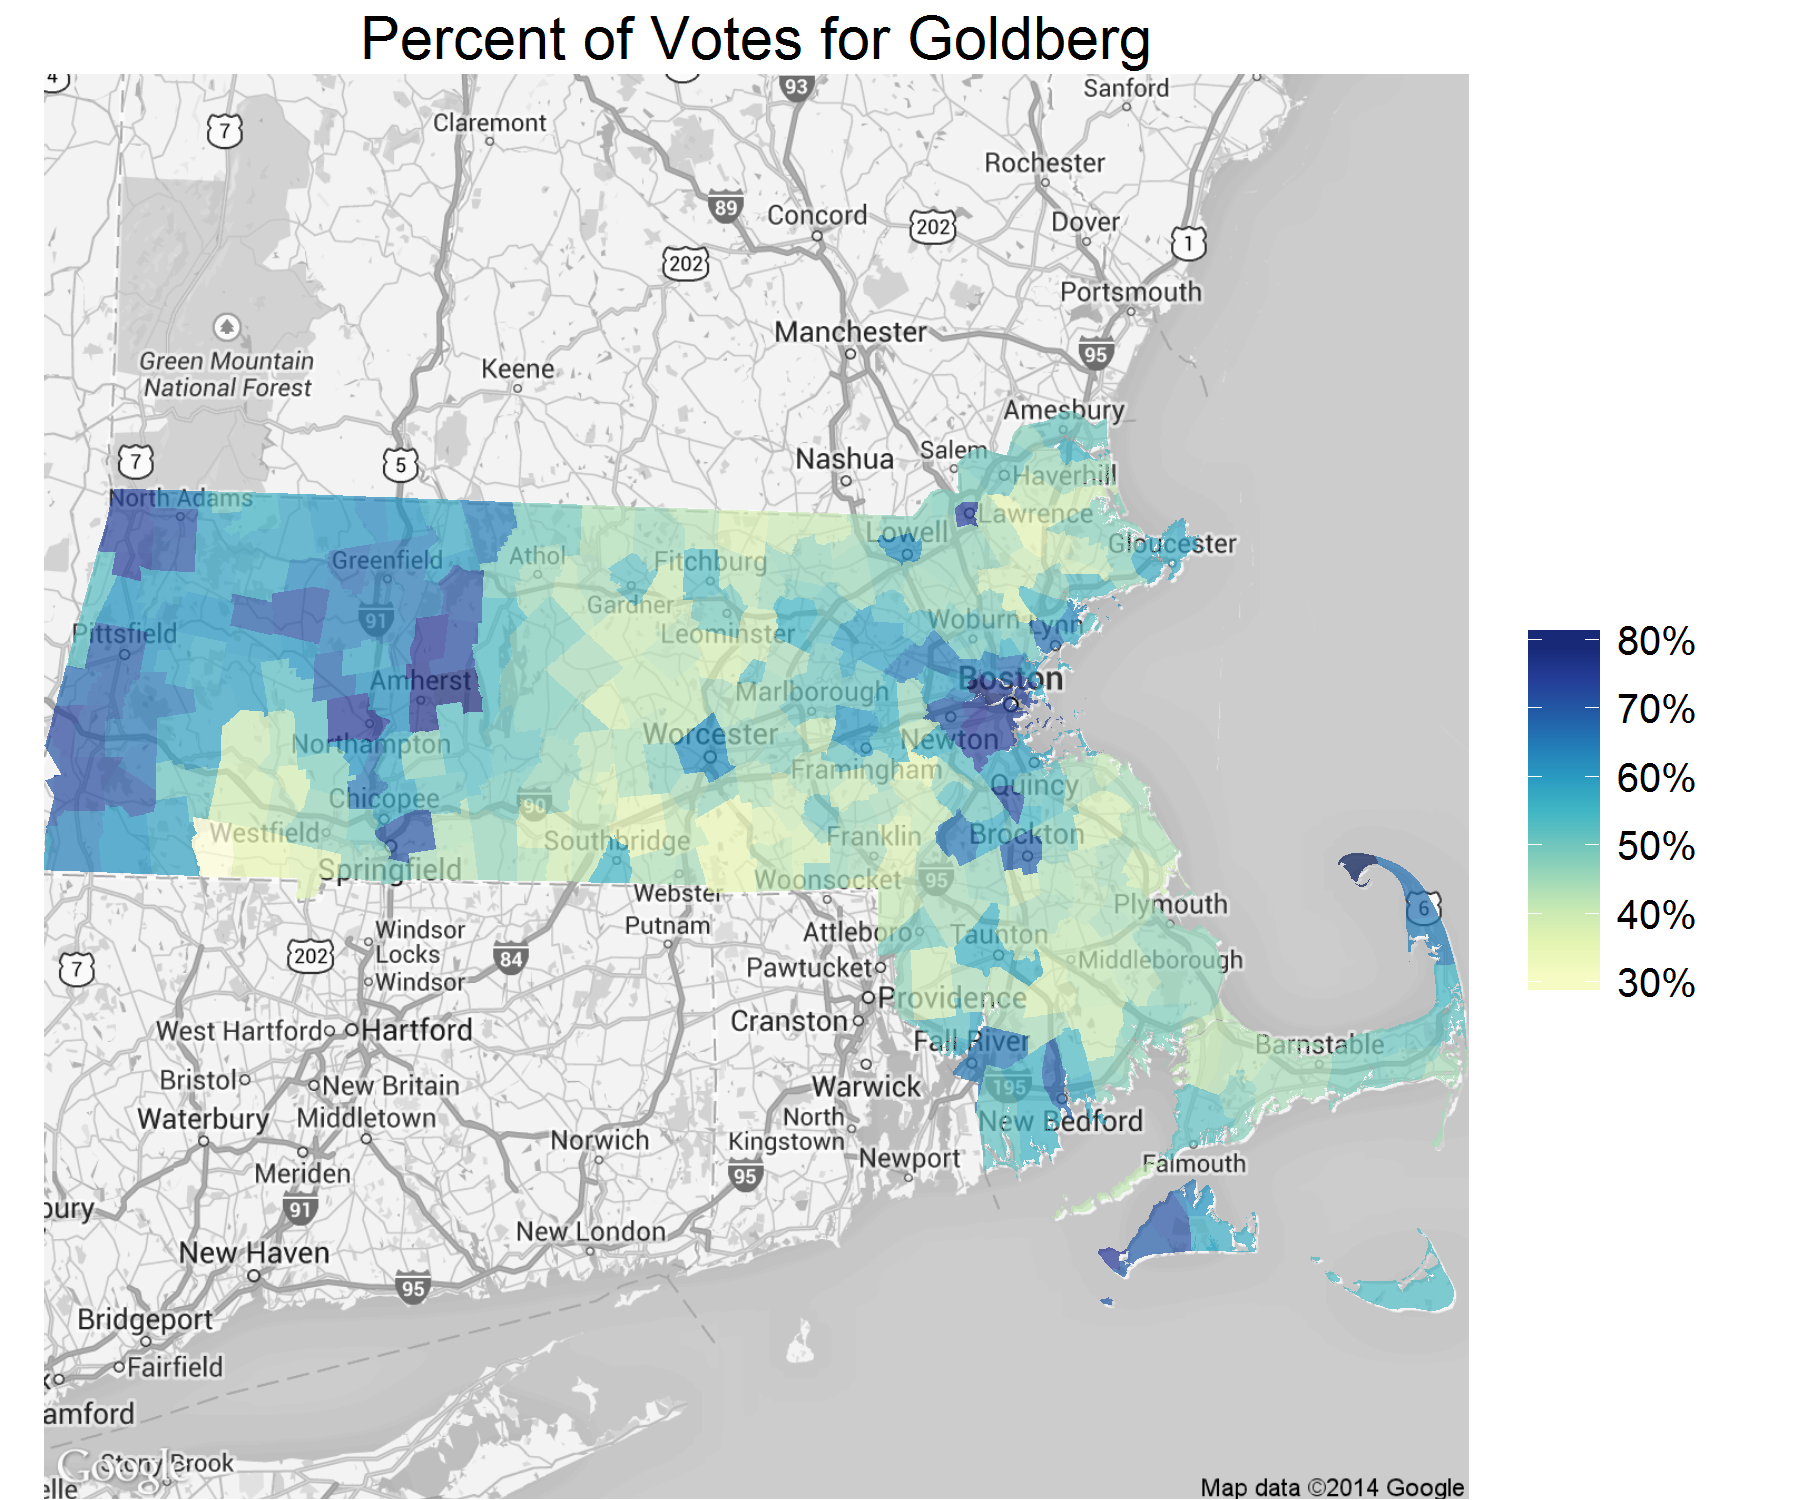 Percent of Votes for Goldberg
4
93
Sanford
7
Claremont
Rochester
89
Concord
202
Dover
1
202
Portsmouth
Manchester
95
Green Mountain
National Forest
Keene
Amesbury
7
5
Nashua
Salem
Haverhill
North Adams
Lawrence
Lowell
Gloucester
Greenfield
Athol
Fitchburg
Gardner
91
Woburn
Lynn
Pittsfield
Leominster
Amherst
Boston
Marlborough
Northampton
Worcester
Newton
Framingham
Quincy
Chicopee
90
Westfield
Southbridge
Franklin
Brockton
Springfield
Woonsocket
95
Webster
Putnam
Plymouth
6
Windsor
Locks
Attleboro
Taunton
7
202
84
Pawtucket
Middleborough
Windsor
Providence
West Hartford
Hartford
Cranston
Fall River
Barnstable
Bristol
New Britain
Warwick
195
Waterbury
Middletown
North
Kingstown
New Bedford
Norwich
Newport
Falmouth
Meriden
95
91
bury
New London
New Haven
95
Bridgeport
Fairfield
amford
Google
Stony Brook
elle
Map data ©2014 Google
80%
70%
60%
50%
40%
30%